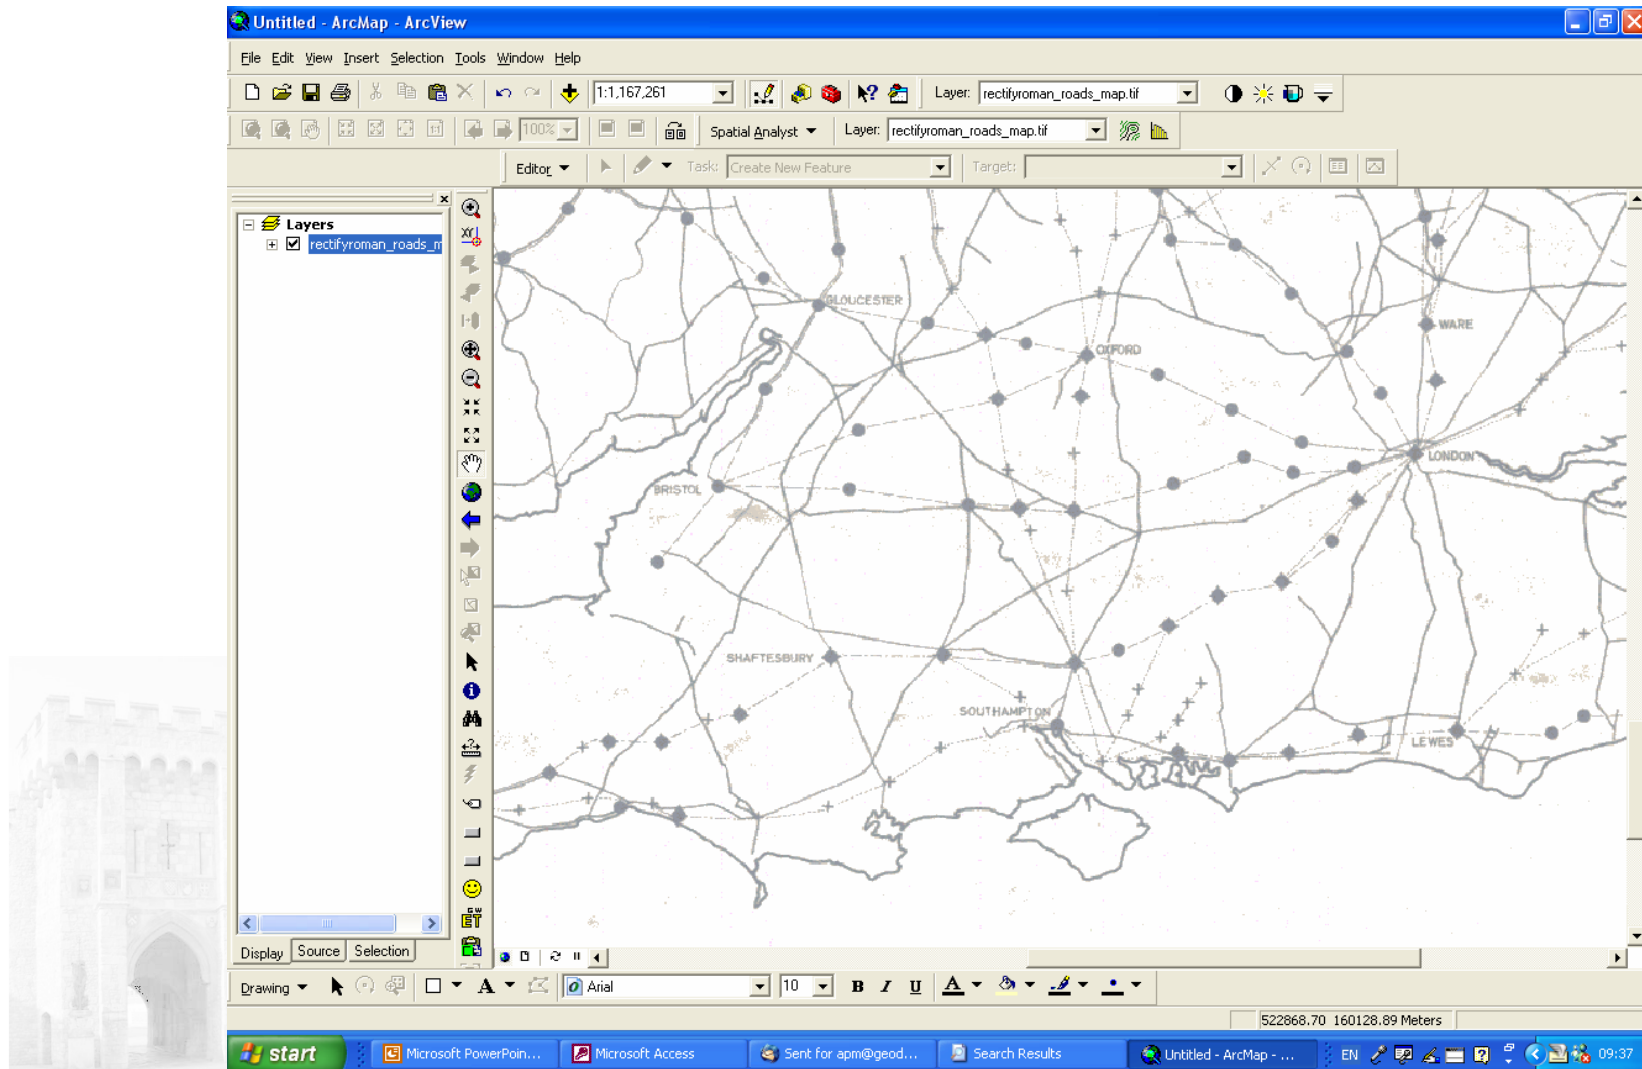 Untitled - ArcMap - ArcView
File Edit View Insert Selection Tools Window Help
1:1,167,261 Layer: rectifyroman_roads_map.tif
100% Spatial Analyst Layer: rectifyroman_roads_map.tif
Editor Task: Create New Feature Target:
Layers
rectifyroman_roads_m
GLOUCESTER
WARE
OXFORD
LONDON
BRISTOL
SHAFTESBURY
SOUTHAMPTON
LEWES
Display Source Selection
Drawing A Arial 10 B I U A
522868.70 160128.89 Meters
start Microsoft PowerPoin... Microsoft Access Sent for apm@geod... Search Results Untitled - ArcMap - ... EN 09:37